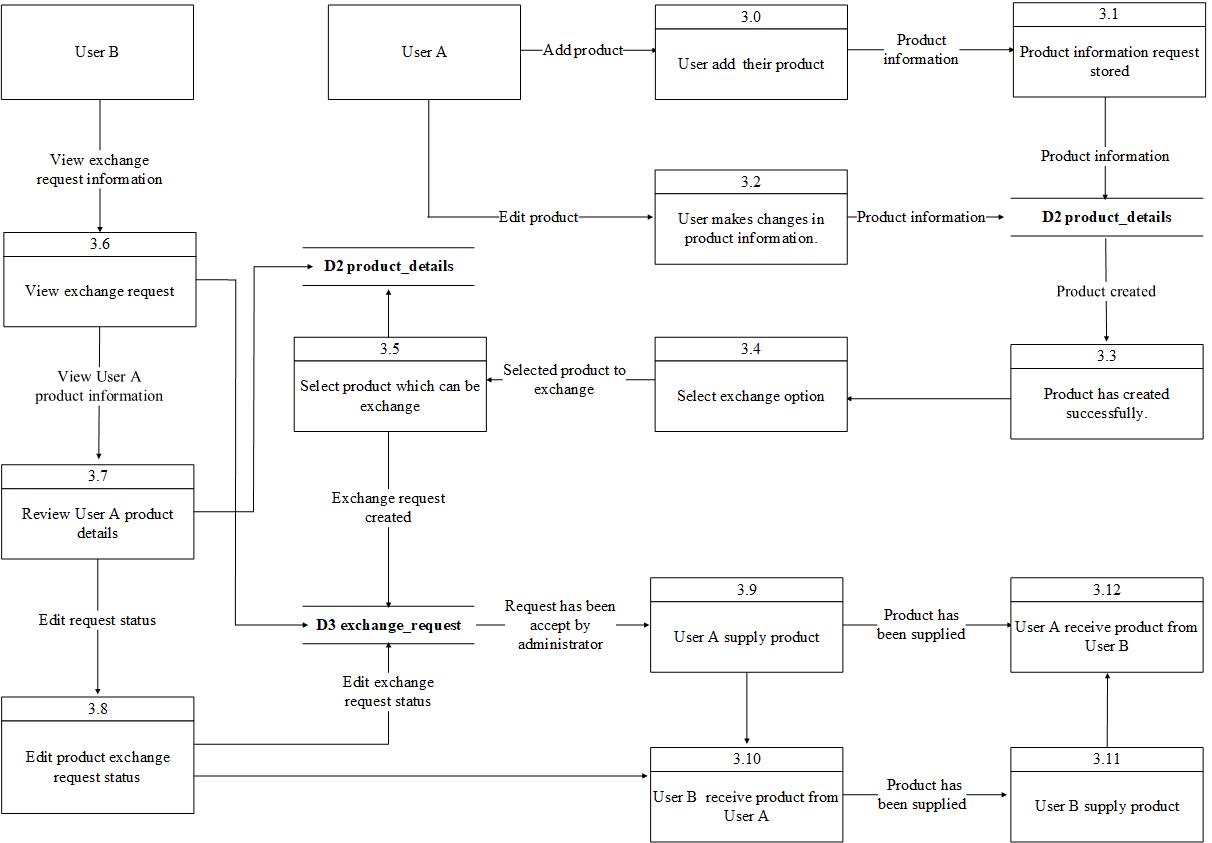 User B
User A
Add product
3.0
User add their product
Product
information
3.1
Product information request
stored
View exchange
request information
Product information
3.2
User makes changes in
product information.
Edit product
Product information
D2 product_details
3.6
View exchange request
D2 product_details
Product created
View User A
product information
3.5
Select product which can be
exchange
Selected product to
exchange
3.4
Select exchange option
3.3
Product has created
successfully.
3.7
Review User A product
details
Exchange request
created
Edit request status
D3 exchange_request
Request has been
accept by
administrator
3.9
User A supply product
Product has
been supplied
3.12
User A receive product from
User B
Edit exchange
request status
3.8
Edit product exchange
request status
3.10
User B receive product from
User A
Product has
been supplied
3.11
User B supply product